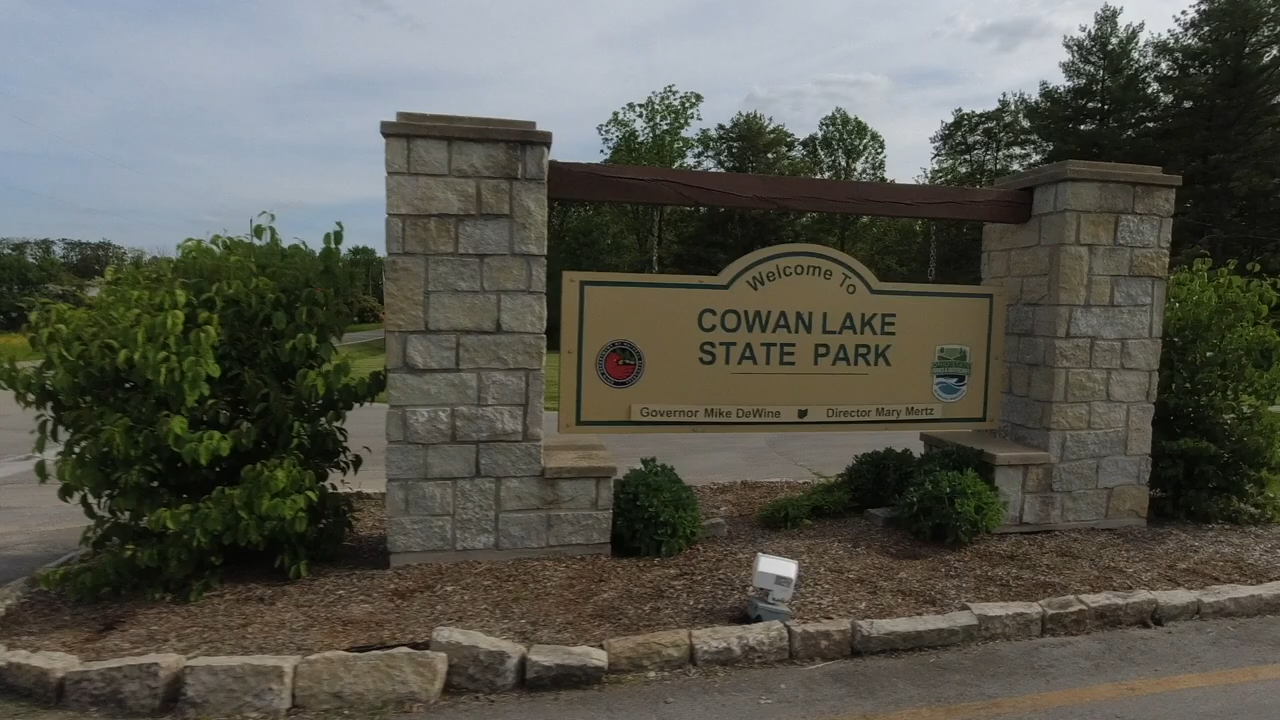 Welcome To
COWAN LAKE
STATE PARK
Governor Mike DeWine Director Mary Mertz